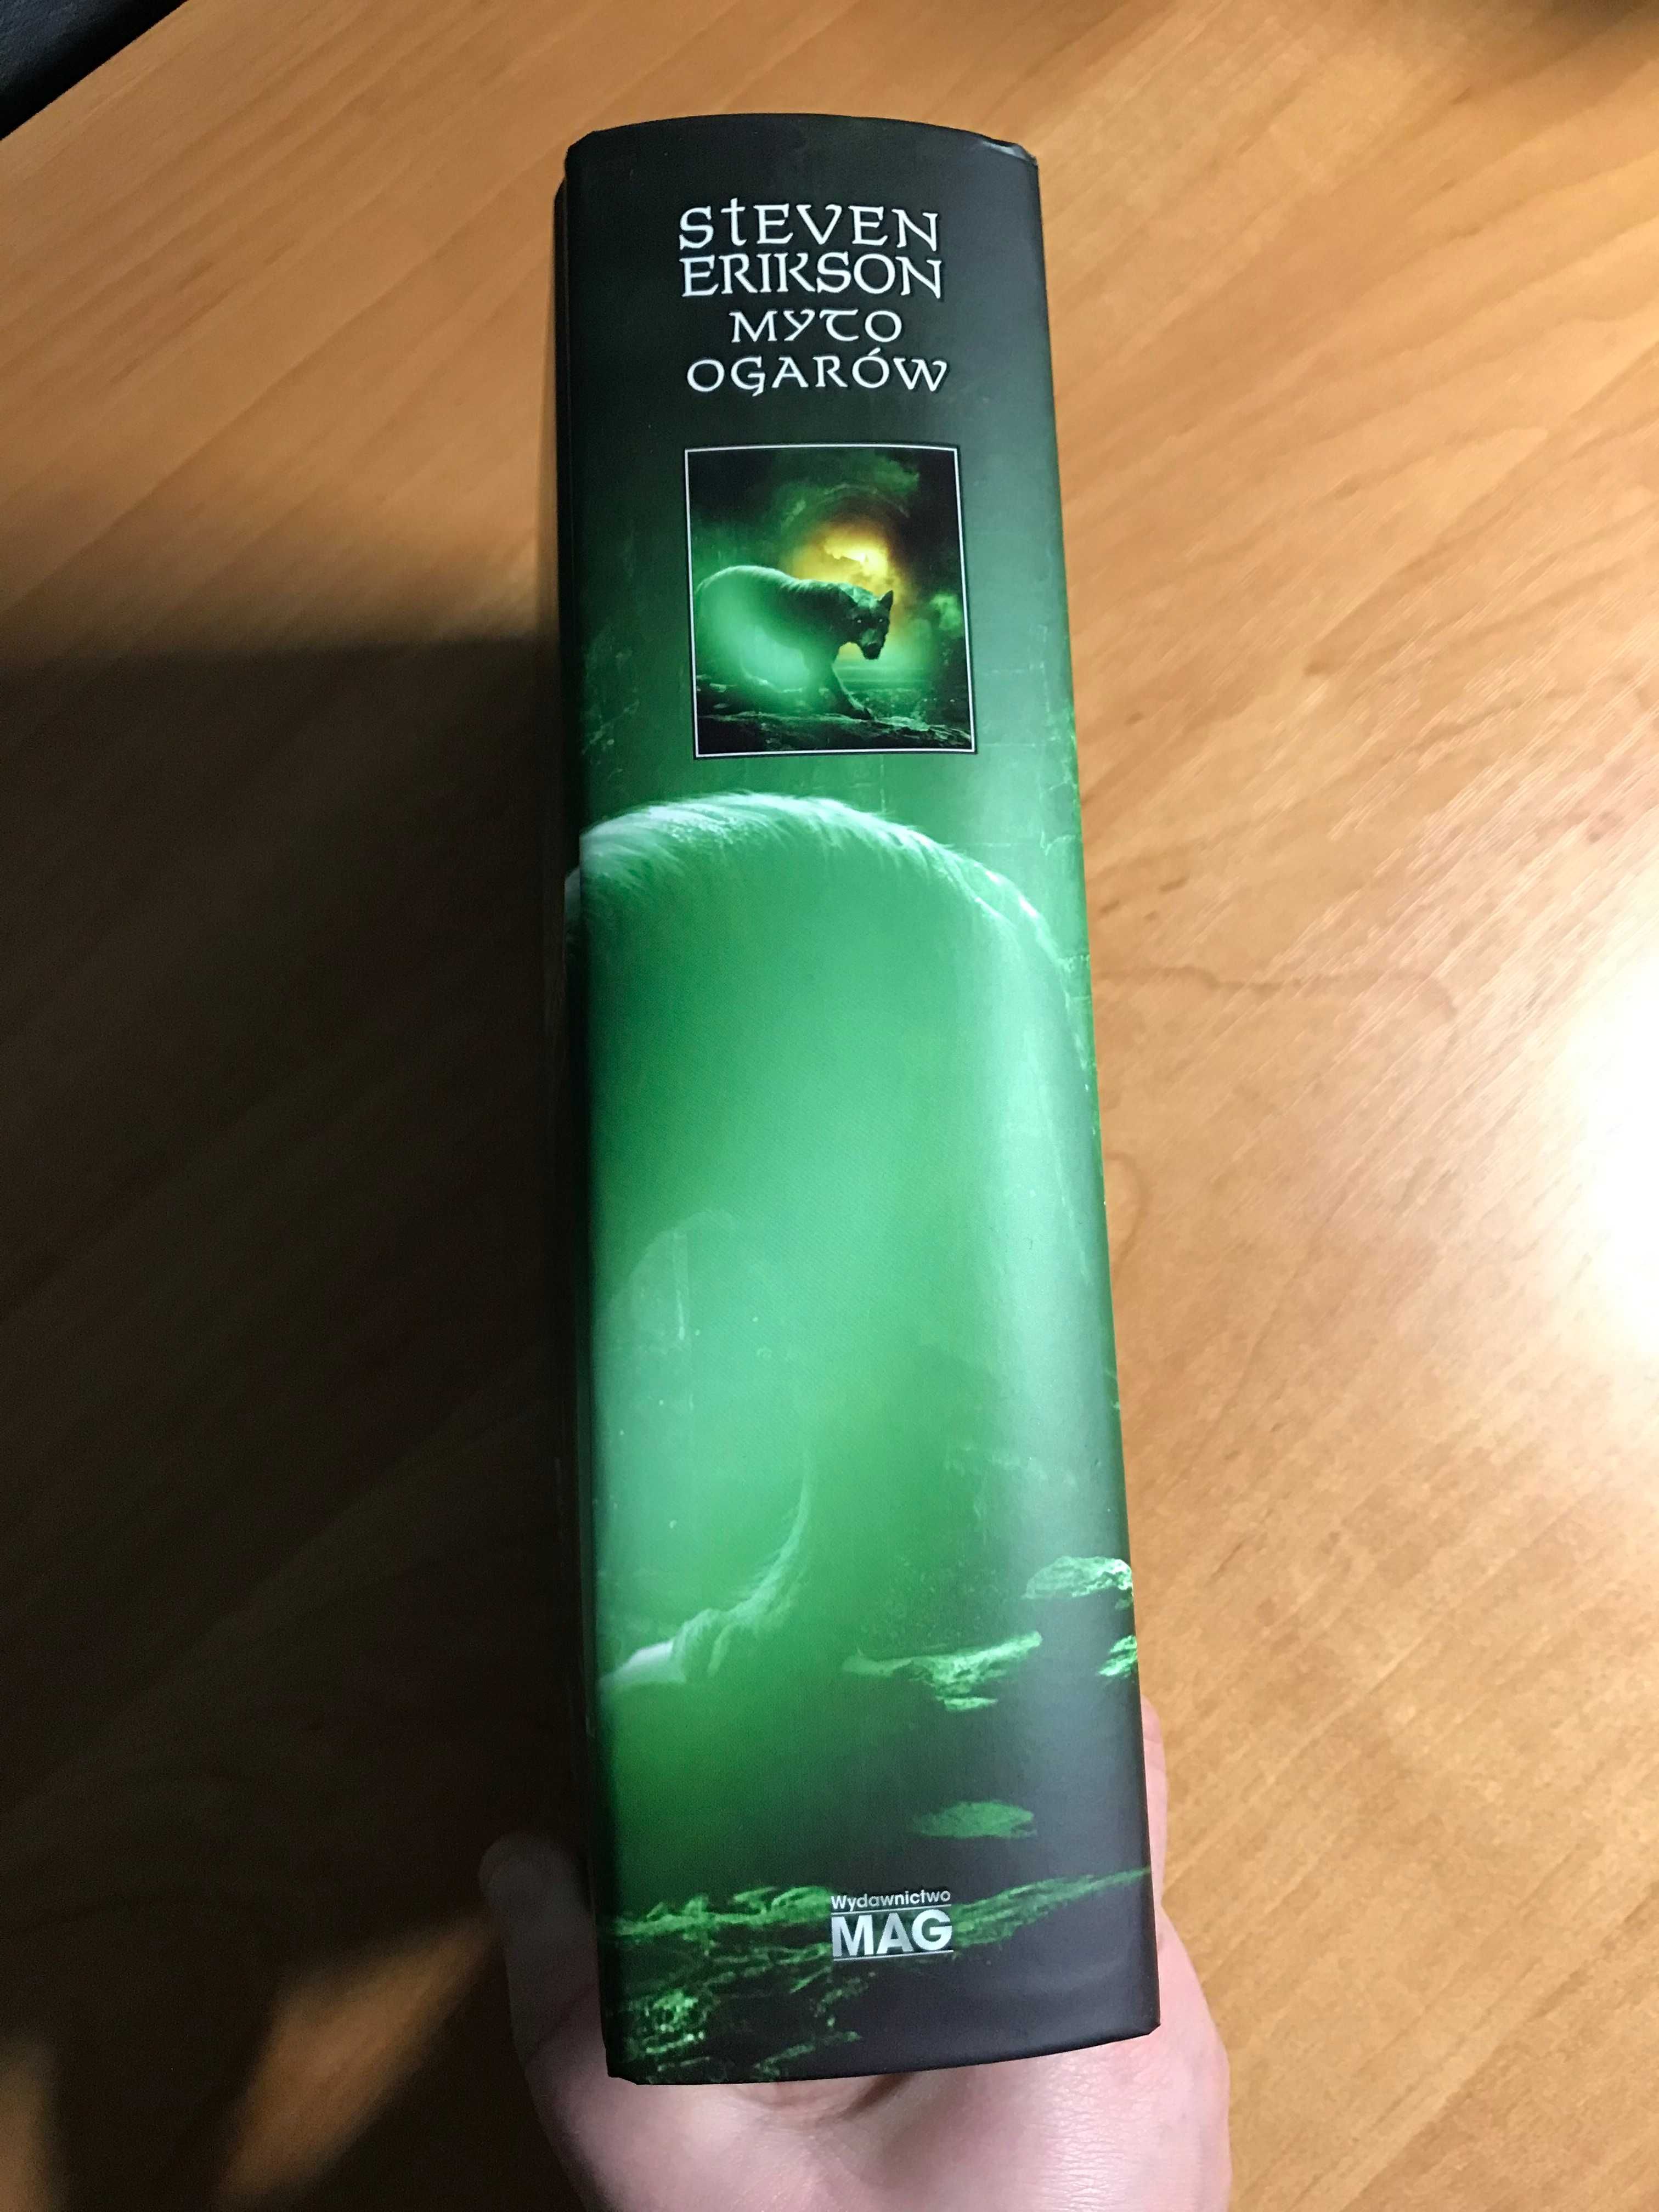 STEVEN
ERIKSON
MYTO
OGARÓW
Wydawnictwo
MAG